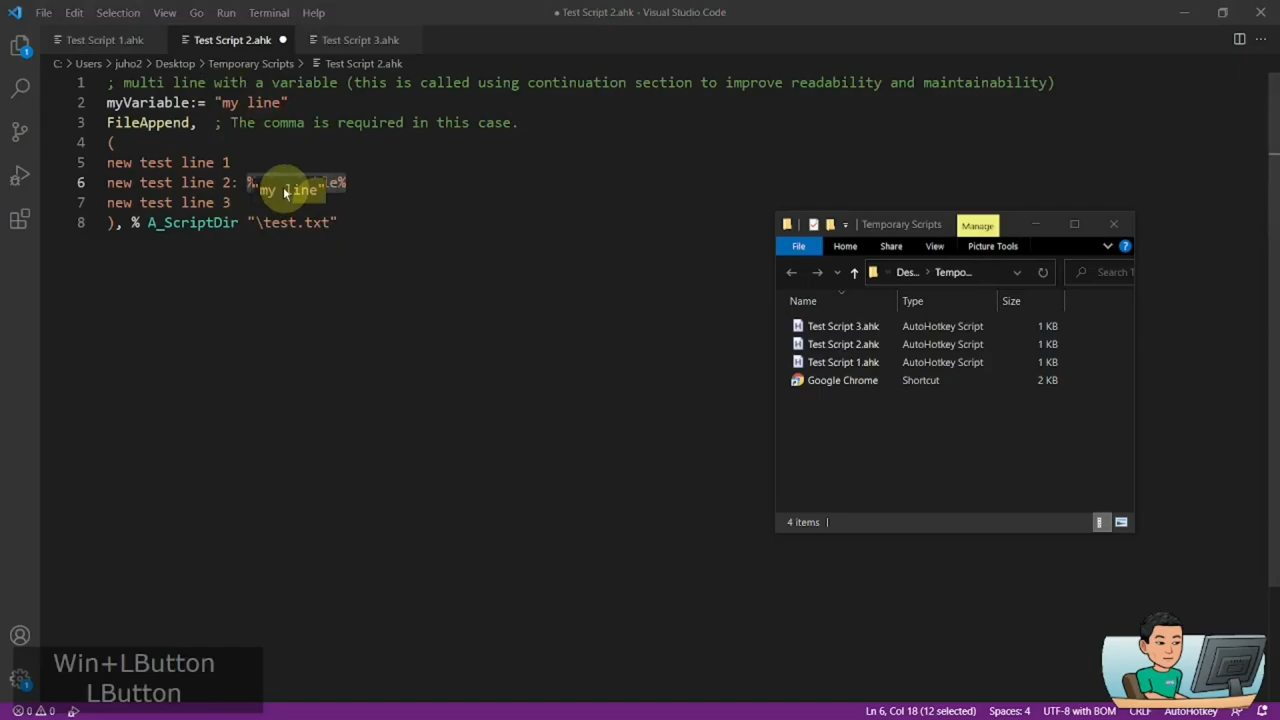 File Edit Selection View Go Run Terminal Help
● Test Script 2.ahk - Visual Studio Code
Test Script 1.ahk
Test Script 2.ahk ●
Test Script 3.ahk
C: > Users > juho2 > Desktop > Temporary Scripts > Test Script 2.ahk
1 ; multi line with a variable (this is called using continuation section to improve readability and maintainability)
2 myVariable:= "my line"
3 FileAppend, ; The comma is required in this case.
4 (
5 new test line 1
6 new test line 2: % le%
"my line"
7 new test line 3
8 ), % A_ScriptDir "\test.txt"
Temporary Scripts
Manage
File Home Share View Picture Tools
Des... > Tempo...
Search T
Name Type Size
Test Script 3.ahk AutoHotkey Script 1 KB
Test Script 2.ahk AutoHotkey Script 1 KB
Test Script 1.ahk AutoHotkey Script 1 KB
Google Chrome Shortcut 2 KB
4 items
Win+LButton
LButton
0 0
Ln 6, Col 18 (12 selected) Spaces: 4 UTF-8 with BOM CRLF AutoHotkey